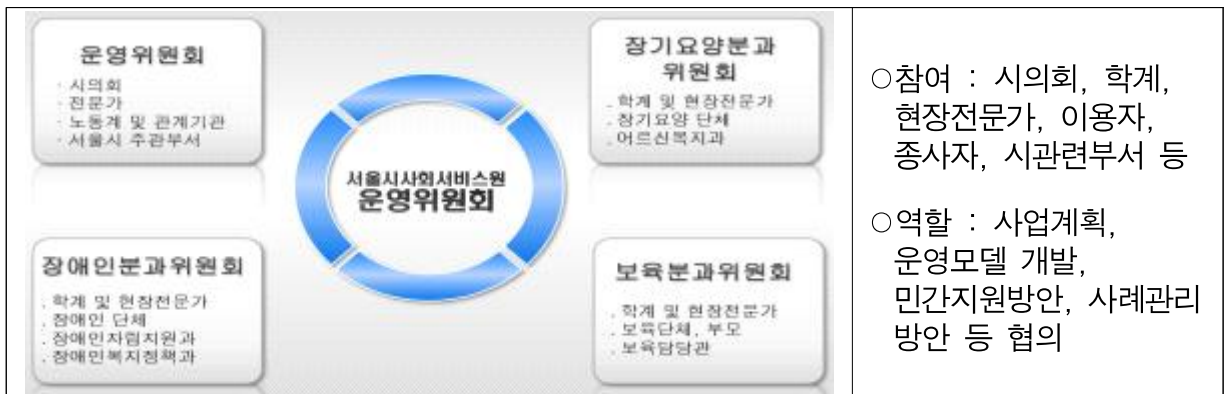 운영위원회
· 시의회
· 전문가
· 노동계 및 관계기관
· 서울시 주관부서
장기요양분과
위원회
. 학계 및 현장전문가
. 장기요양 단체
. 어르신복지과
서울시사회서비스원
운영위원회
장애인분과위원회
. 학계 및 현장전문가
. 장애인 단체
. 장애인자립지원과
. 장애인복지정책과
보육분과위원회
. 학계 및 현장전문가
. 보육단체, 부모
. 보육담당관
○참여 : 시의회, 학계,
현장전문가, 이용자,
종사자, 시관련부서 등
○역할 : 사업계획,
운영모델 개발,
민간지원방안, 사례관리
방안 등 협의